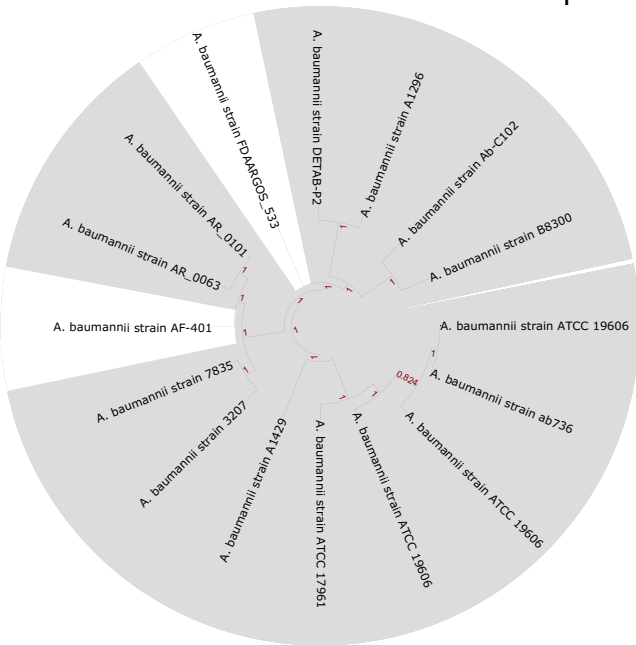 A. baumannii strain DETAB-P2
A. baumannii strain A1296
A. baumannii strain Ab-C102
A. baumannii strain B8300
A. baumannii strain ATCC 19606
A. baumannii strain ab736
A. baumannii strain ATCC 19606
A. baumannii strain ATCC 19606
A. baumannii strain ATCC 17961
A. baumannii strain A1429
A. baumannii strain 3207
A. baumannii strain 7835
A. baumannii strain AF-401
A. baumannii strain AR_0063
A. baumannii strain AR_0101
A. baumannii strain FDAARGOS_533
1
1
1
1
1
1
1
1
1
1
1
1
1
0.824
1